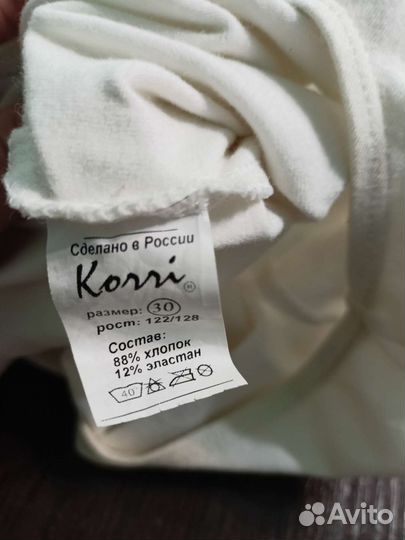 Сделано в России
Korri ®
размер: 30
рост: 122/128
Состав:
88% хлопок
12% эластан
40
Avito